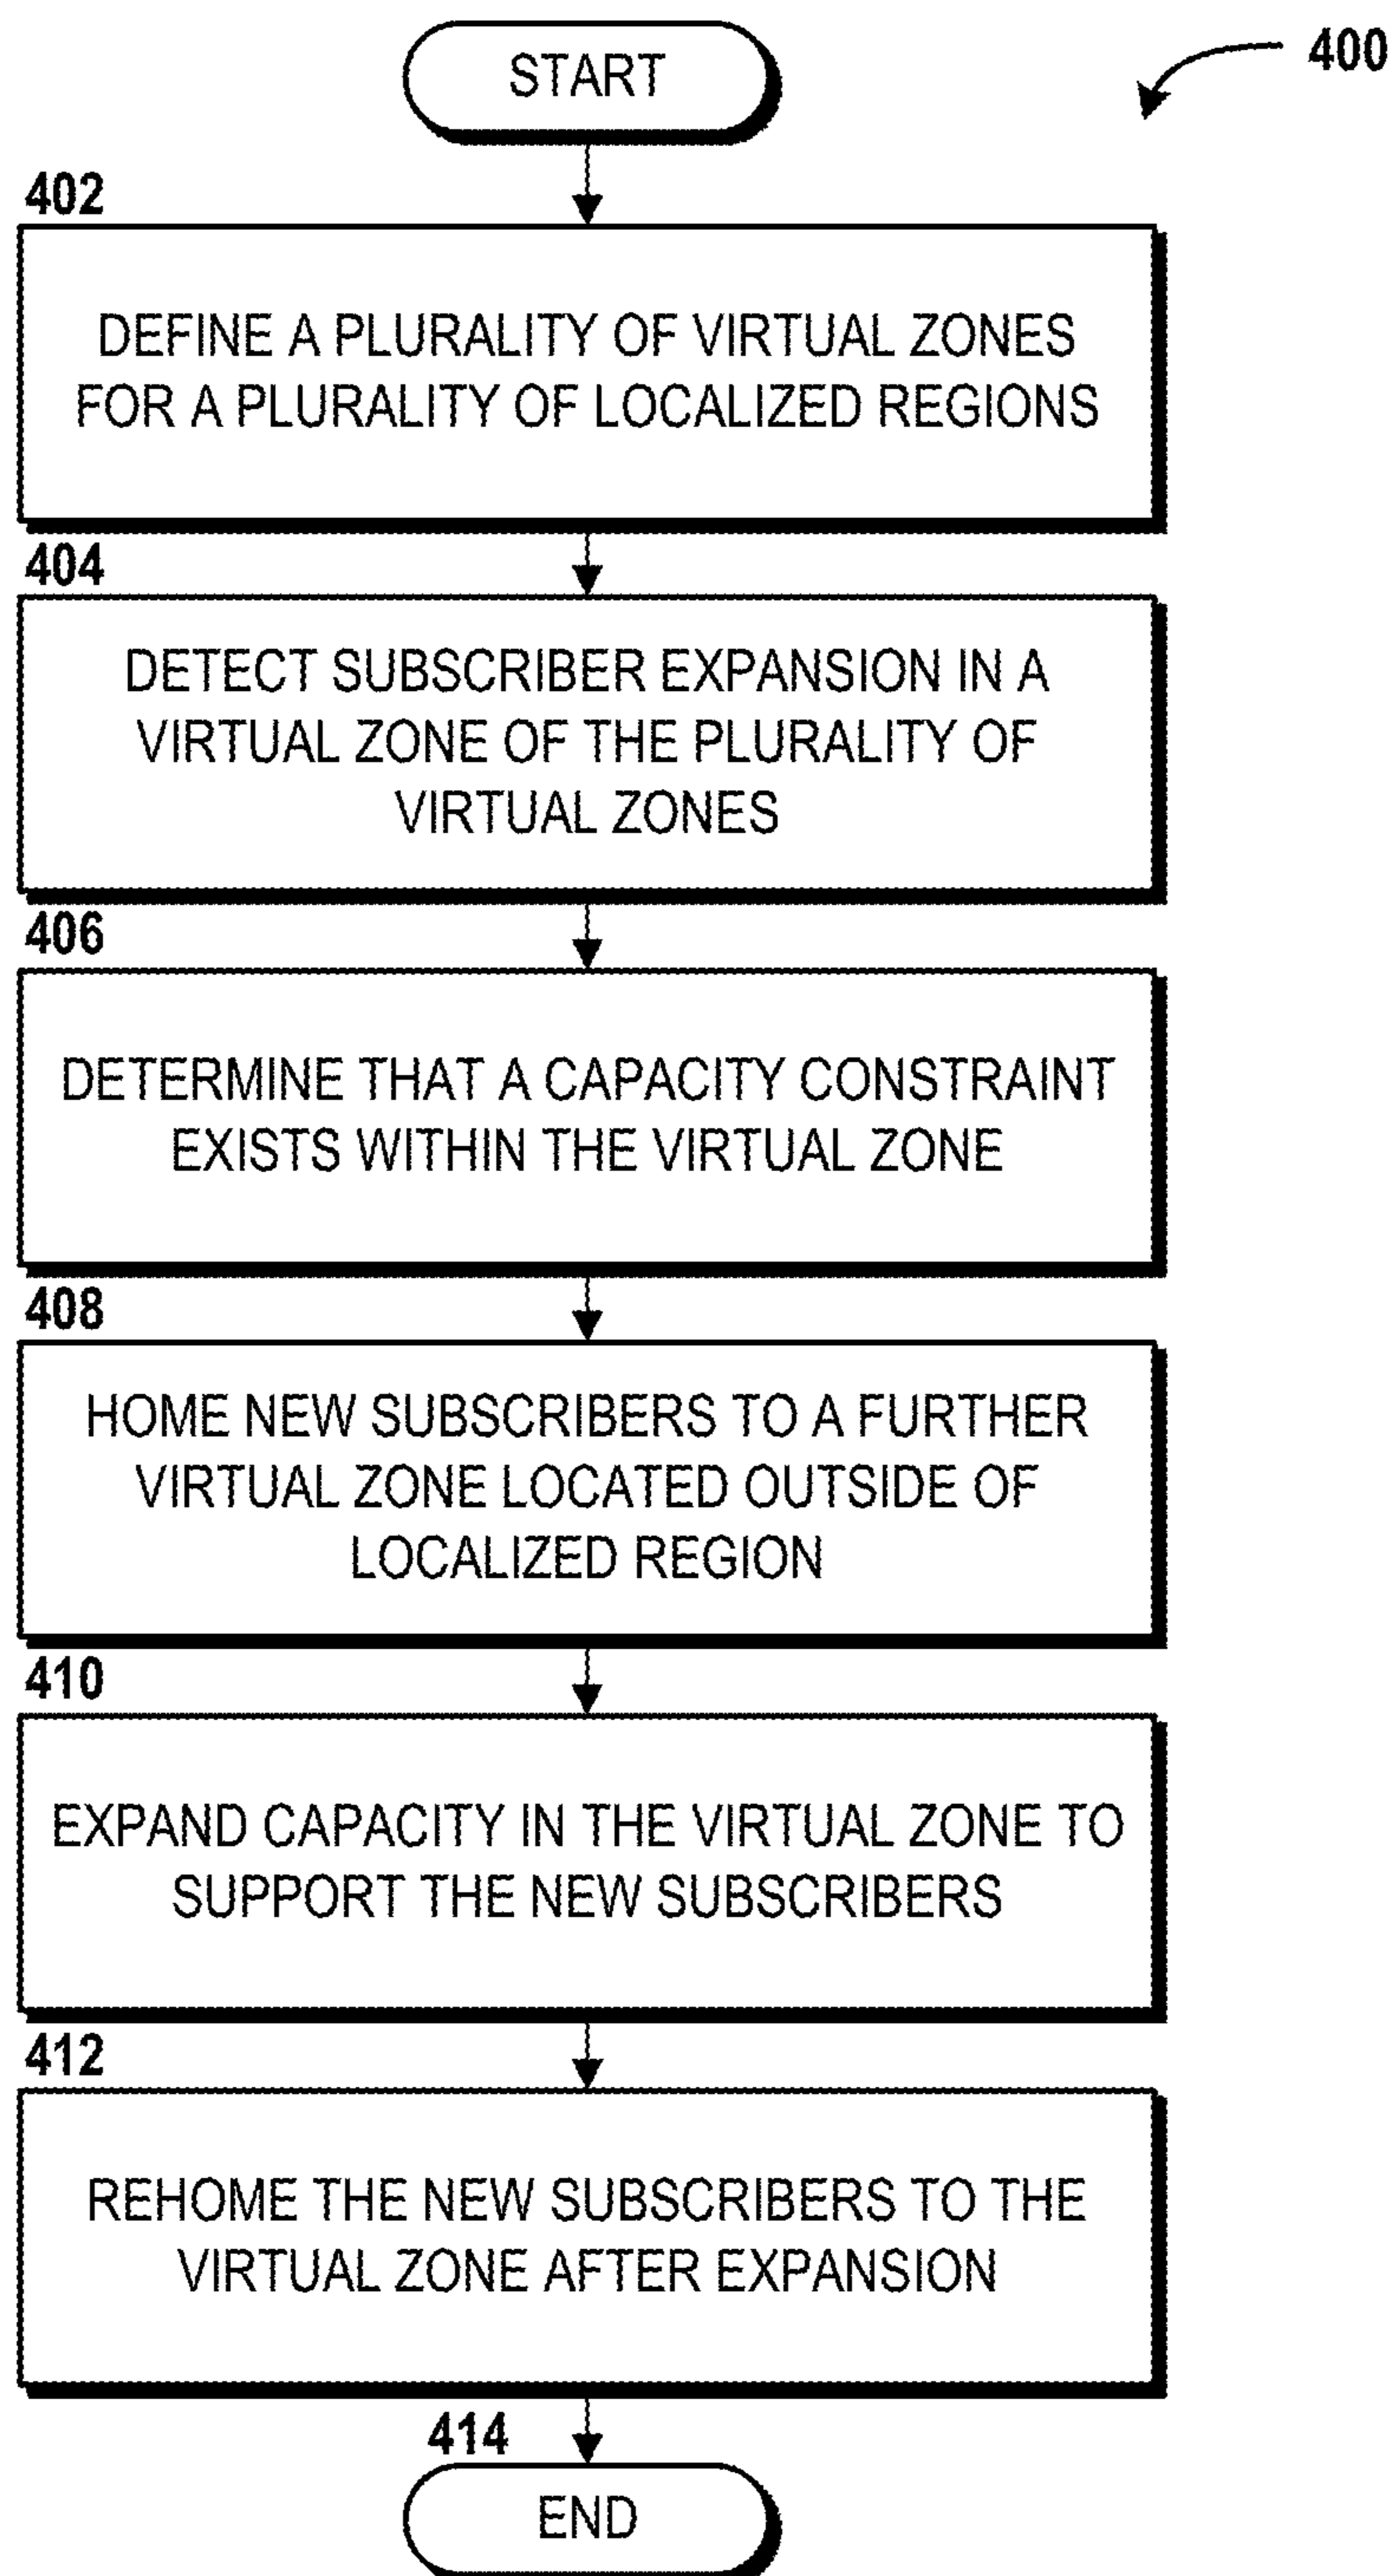 START
400
402
DEFINE A PLURALITY OF VIRTUAL ZONES
FOR A PLURALITY OF LOCALIZED REGIONS
404
DETECT SUBSCRIBER EXPANSION IN A
VIRTUAL ZONE OF THE PLURALITY OF
VIRTUAL ZONES
406
DETERMINE THAT A CAPACITY CONSTRAINT
EXISTS WITHIN THE VIRTUAL ZONE
408
HOME NEW SUBSCRIBERS TO A FURTHER
VIRTUAL ZONE LOCATED OUTSIDE OF
LOCALIZED REGION
410
EXPAND CAPACITY IN THE VIRTUAL ZONE TO
SUPPORT THE NEW SUBSCRIBERS
412
REHOME THE NEW SUBSCRIBERS TO THE
VIRTUAL ZONE AFTER EXPANSION
414
END